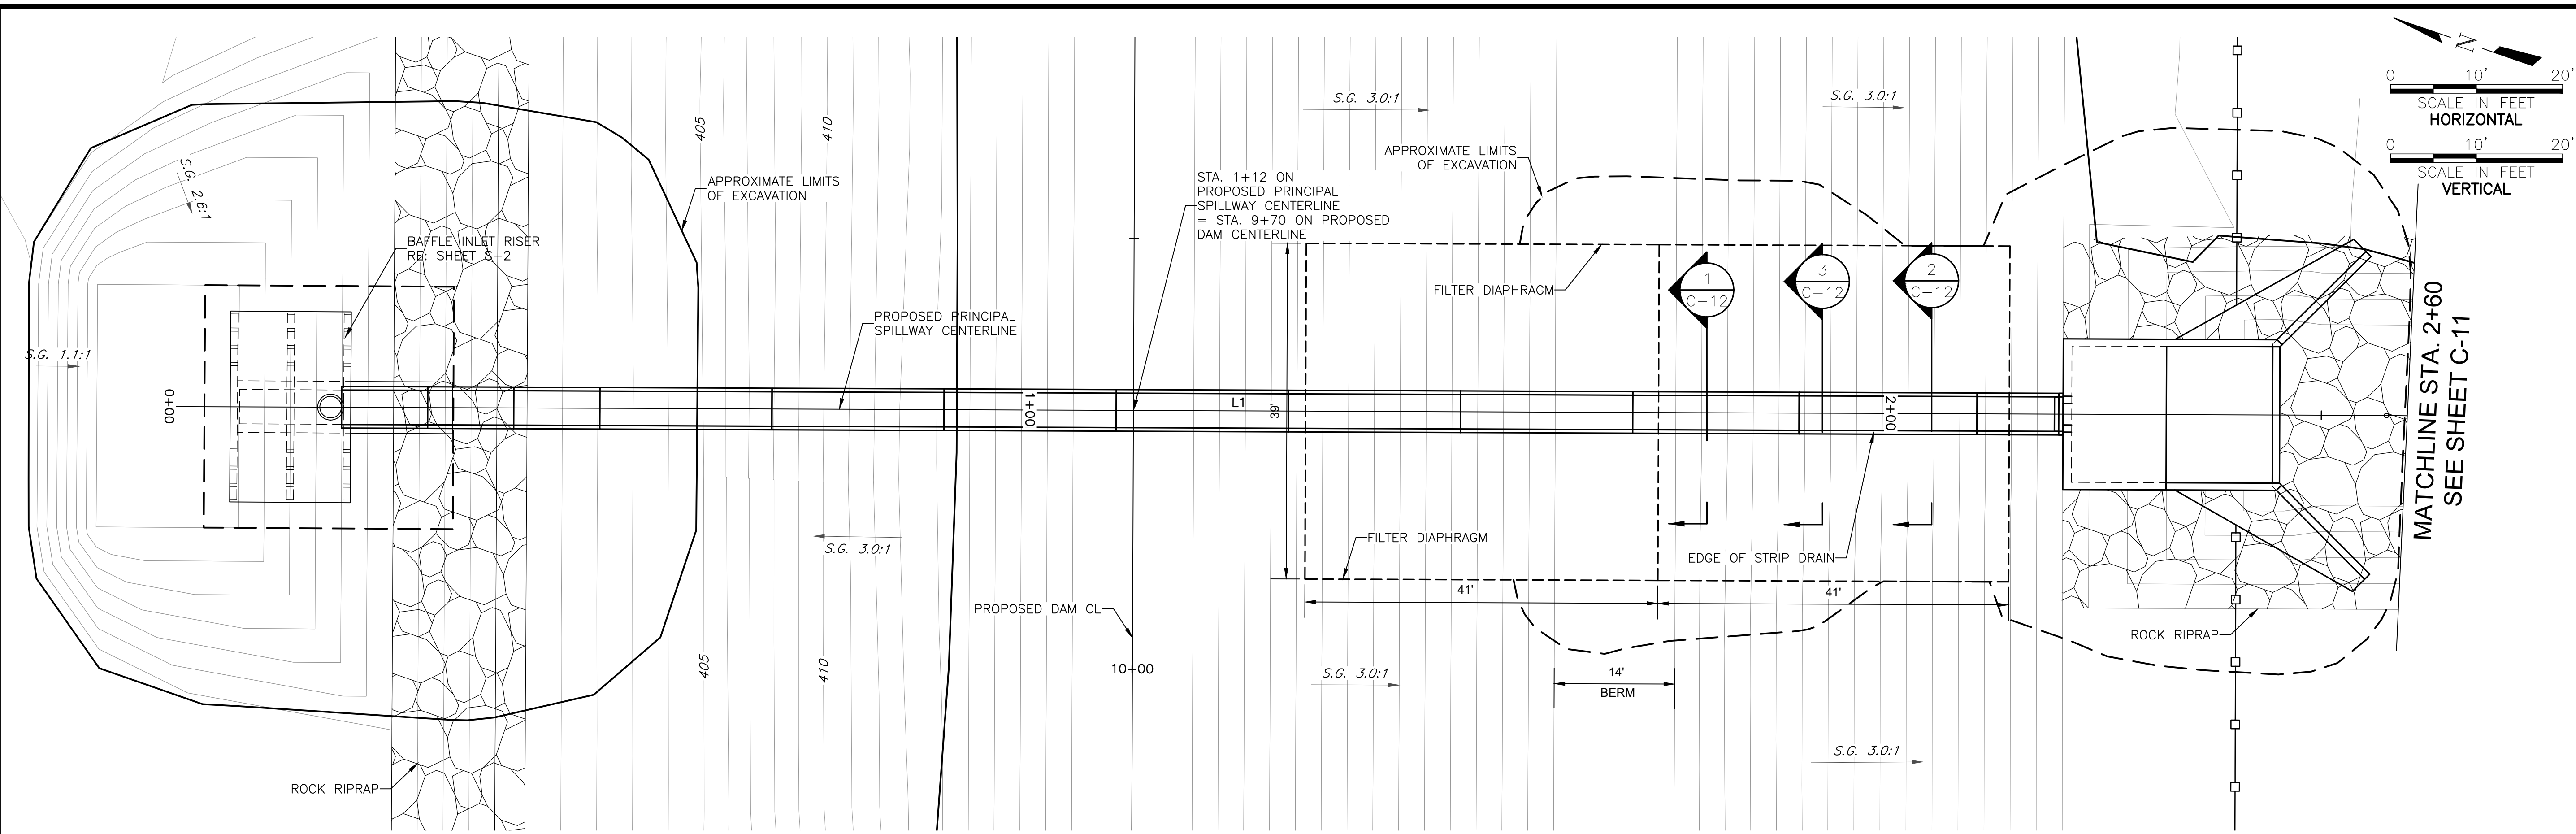 N
0 10' 20'
SCALE IN FEET
HORIZONTAL
0 10' 20'
SCALE IN FEET
VERTICAL
S.G. 3.0:1
S.G. 3.0:1
405
410
APPROXIMATE LIMITS
OF EXCAVATION
APPROXIMATE LIMITS
OF EXCAVATION
STA. 1+12 ON
PROPOSED PRINCIPAL
SPILLWAY CENTERLINE
= STA. 9+70 ON PROPOSED
DAM CENTERLINE
S.G. 2.6:1
BAFFLE INLET RISER
RE: SHEET S-2
FILTER DIAPHRAGM
1
C-12
3
C-12
2
C-12
PROPOSED PRINCIPAL
SPILLWAY CENTERLINE
S.G. 1.1:1
0+00
1+00
L1
39'
2+00
MATCHLINE STA. 2+60
SEE SHEET C-11
S.G. 3.0:1
FILTER DIAPHRAGM
EDGE OF STRIP DRAIN
41'
41'
PROPOSED DAM CL
10+00
ROCK RIPRAP
405
410
S.G. 3.0:1
14'
BERM
S.G. 3.0:1
ROCK RIPRAP